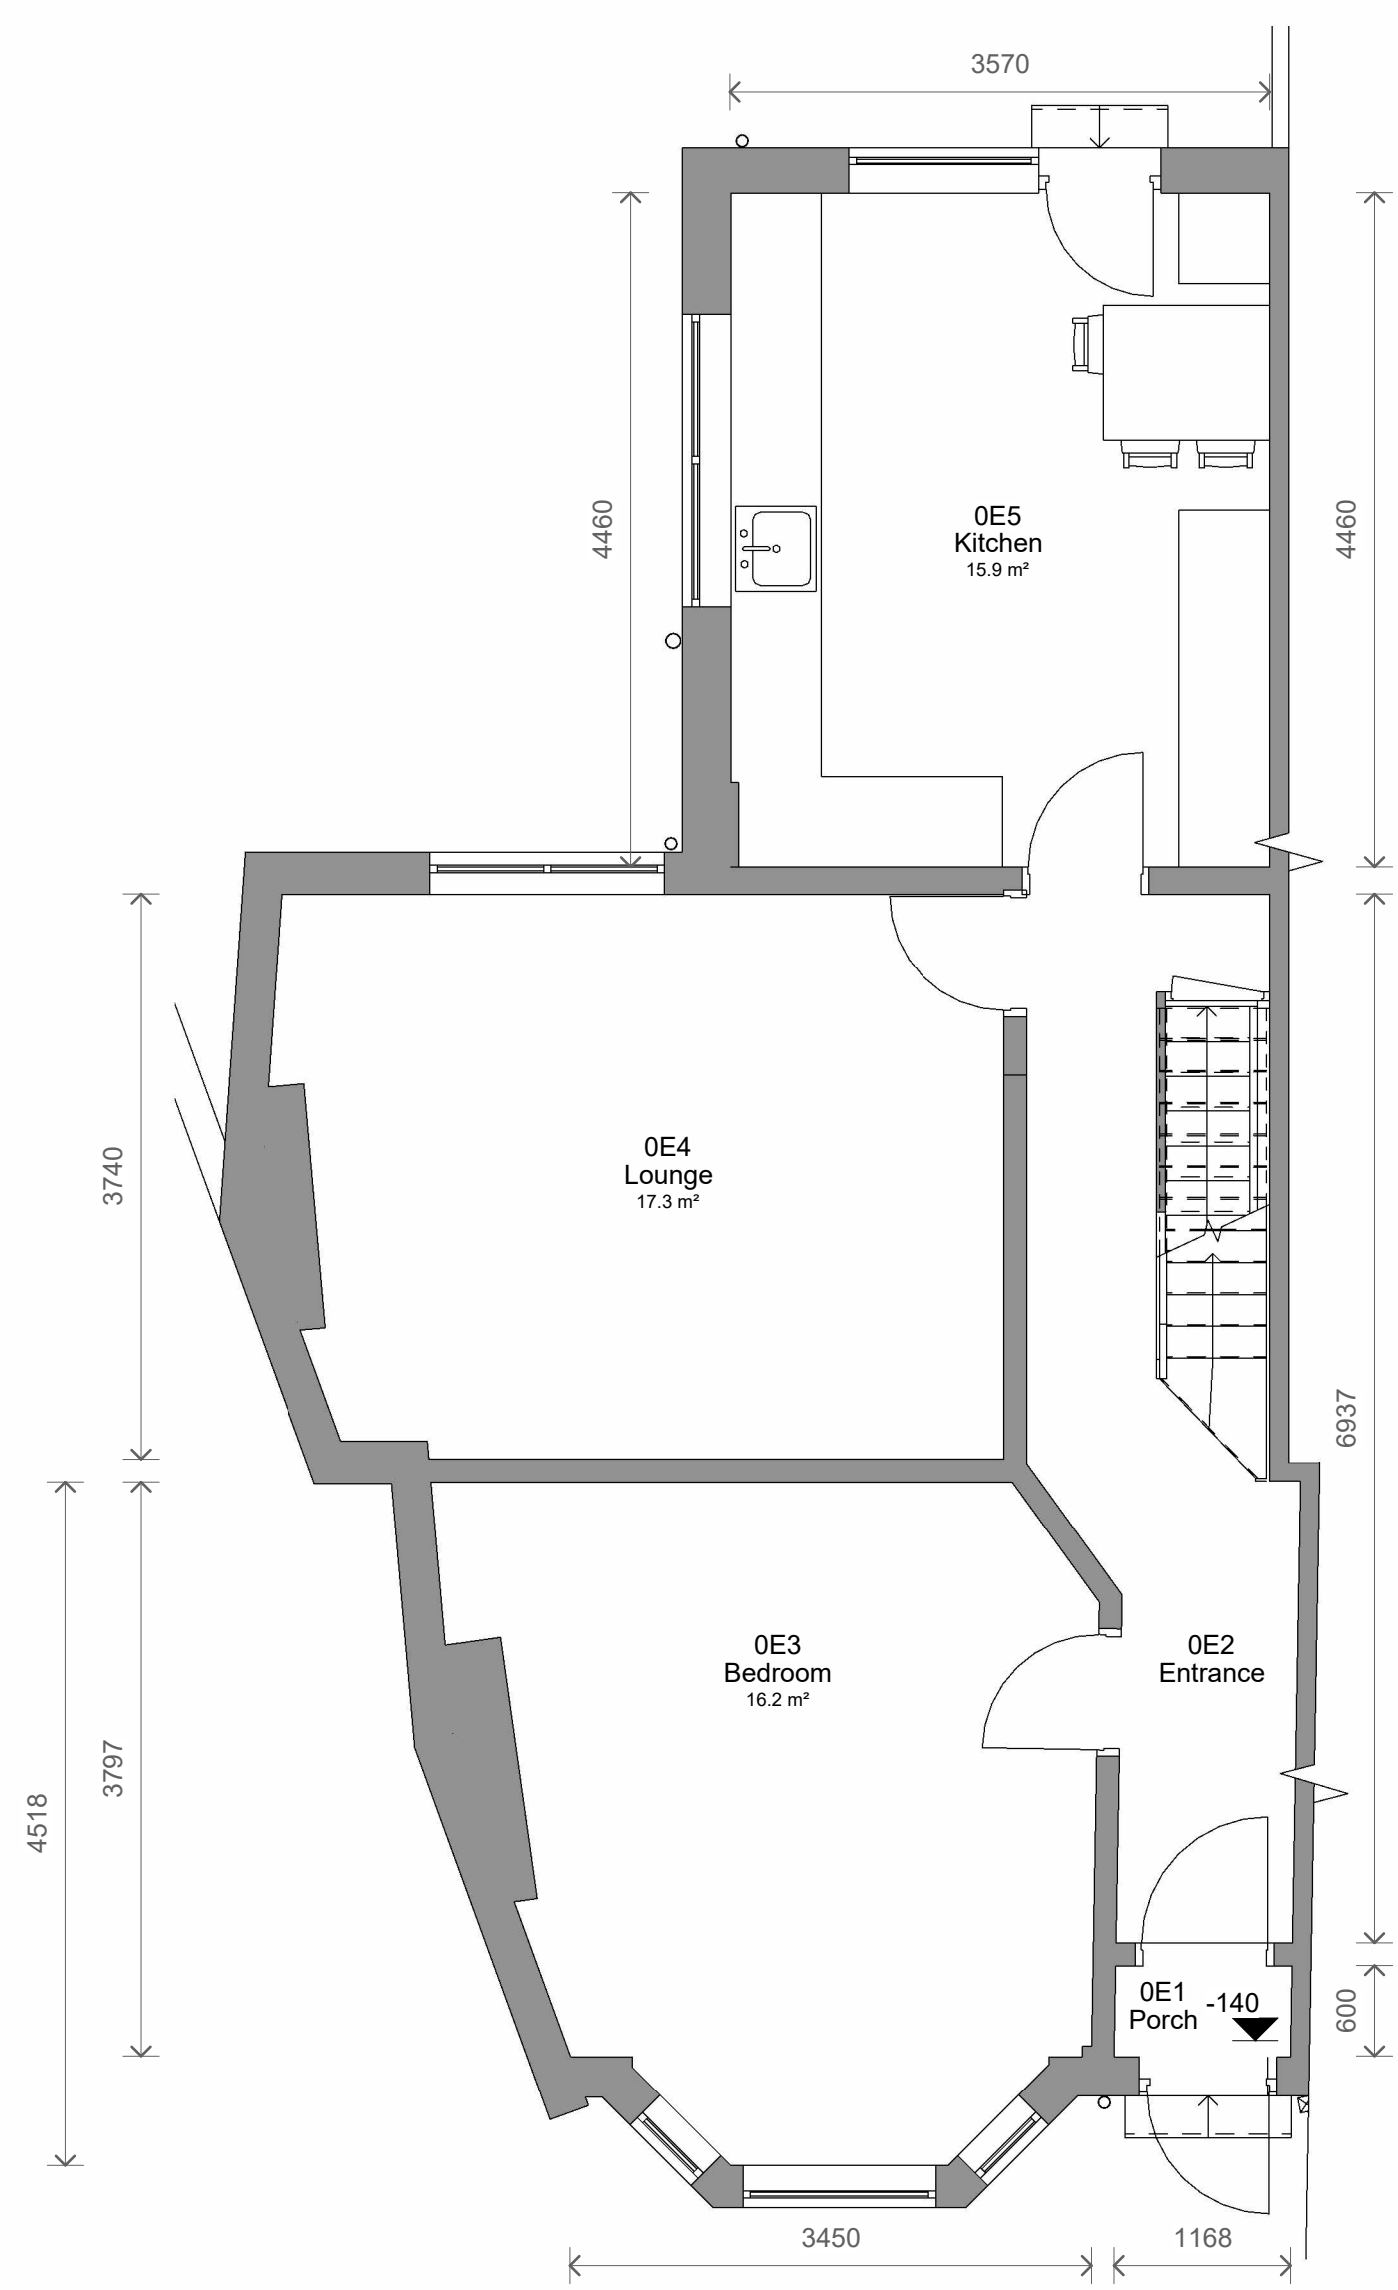 3570
4460
4460
0E5
Kitchen
15.9 m²
3740
0E4
Lounge
17.3 m²
6937
0E3
Bedroom
16.2 m²
0E2
Entrance
3797
4518
0E1
Porch
-140
600
3450
1168